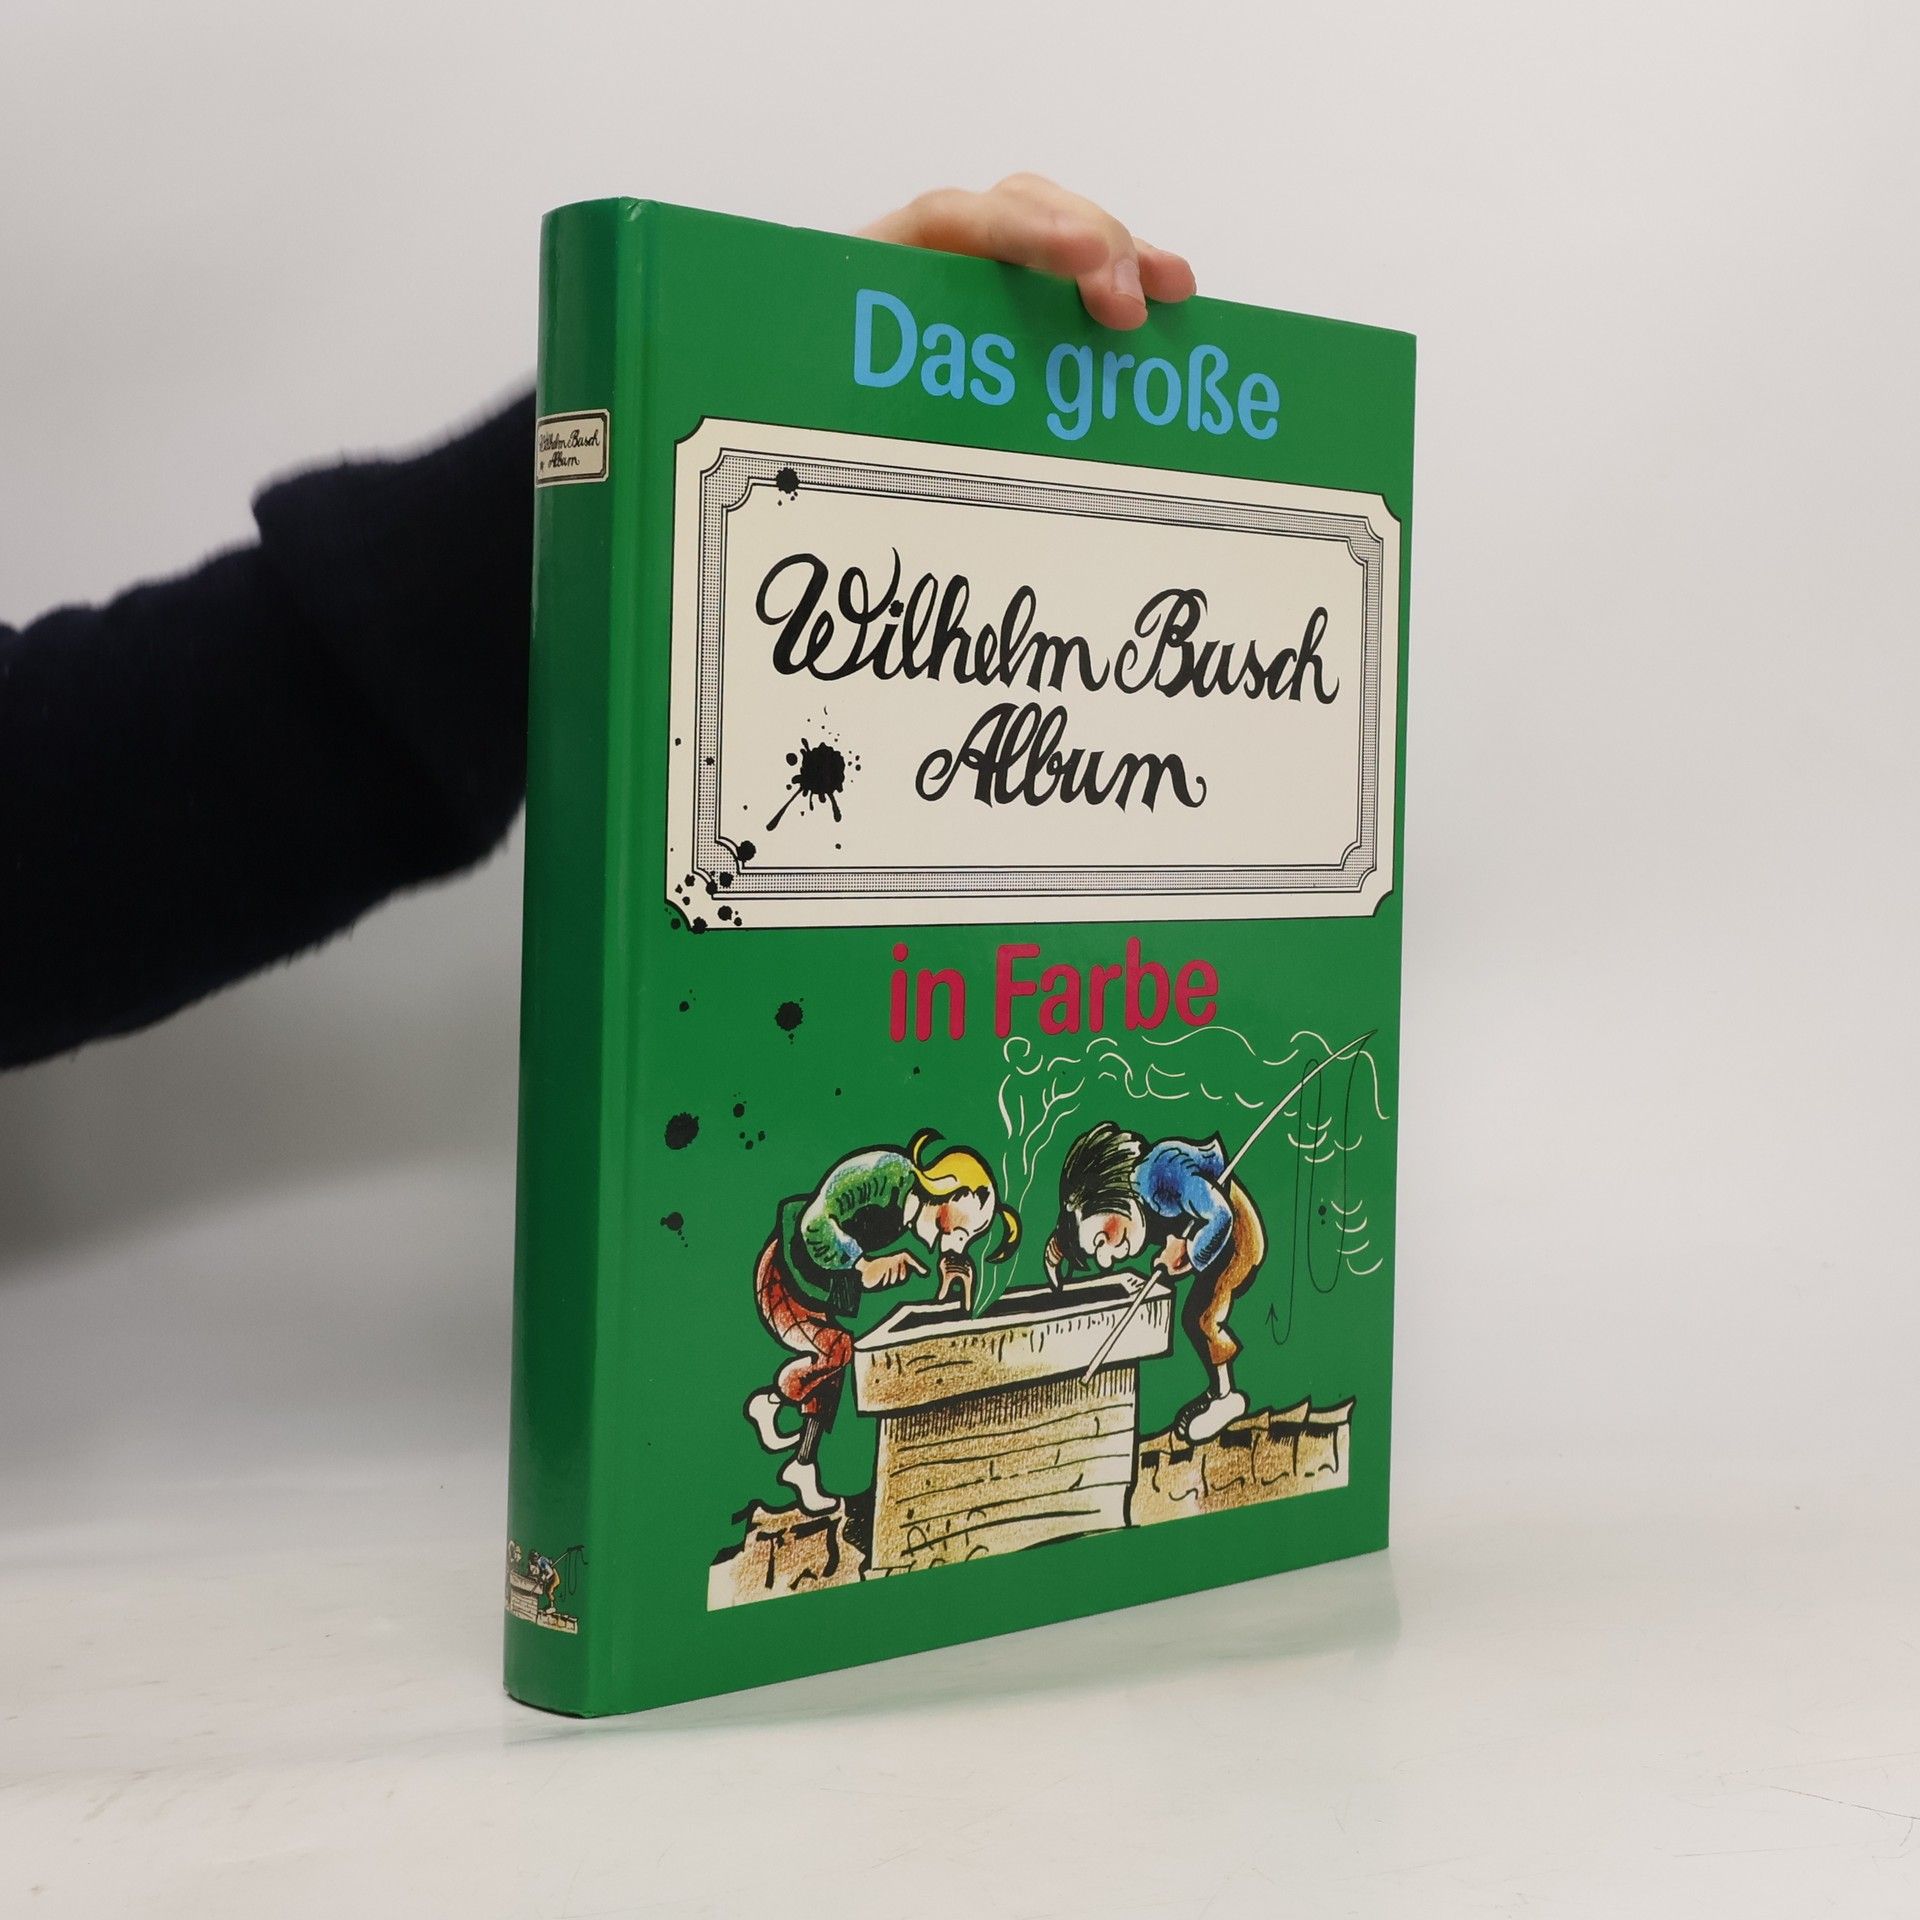 Das große
Wilhelm Busch
Album
in Farbe
Wilhelm Busch
Album